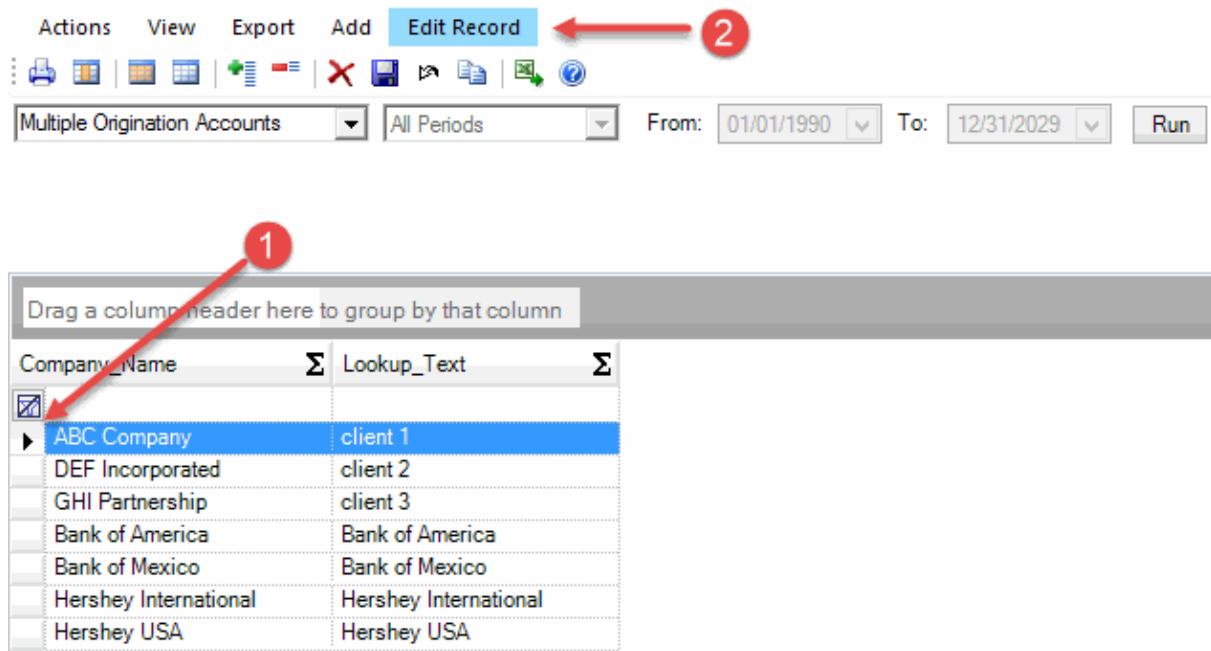 Actions View Export Add Edit Record 2
Multiple Origination Accounts All Periods From: 01/01/1990 To: 12/31/2029 Run
1
Drag a column header here to group by that column
Company_Name Σ Lookup_Text Σ
ABC Company client 1
DEF Incorporated client 2
GHI Partnership client 3
Bank of America Bank of America
Bank of Mexico Bank of Mexico
Hershey International Hershey International
Hershey USA Hershey USA